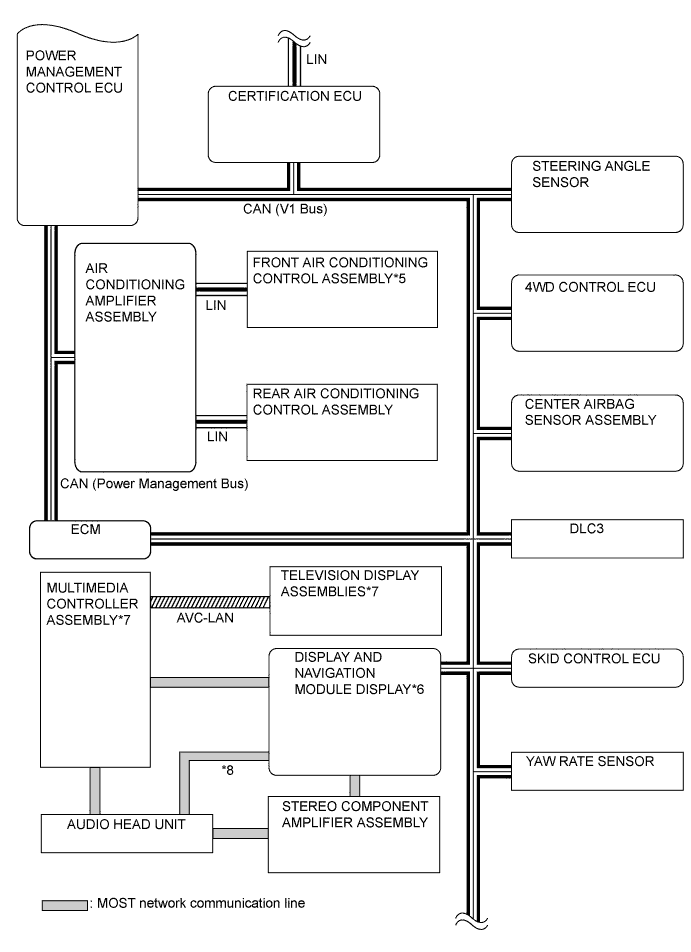 POWER
MANAGEMENT
CONTROL ECU
LIN
CERTIFICATION ECU
CAN (V1 Bus)
STEERING ANGLE
SENSOR
AIR
CONDITIONING
AMPLIFIER
ASSEMBLY
FRONT AIR CONDITIONING
CONTROL ASSEMBLY*5
LIN
4WD CONTROL ECU
REAR AIR CONDITIONING
CONTROL ASSEMBLY
LIN
CENTER AIRBAG
SENSOR ASSEMBLY
CAN (Power Management Bus)
ECM
DLC3
MULTIMEDIA
CONTROLLER
ASSEMBLY*7
AVC-LAN
TELEVISION DISPLAY
ASSEMBLIES*7
DISPLAY AND
NAVIGATION
MODULE DISPLAY*6
SKID CONTROL ECU
*8
YAW RATE SENSOR
AUDIO HEAD UNIT
STEREO COMPONENT
AMPLIFIER ASSEMBLY
: MOST network communication line